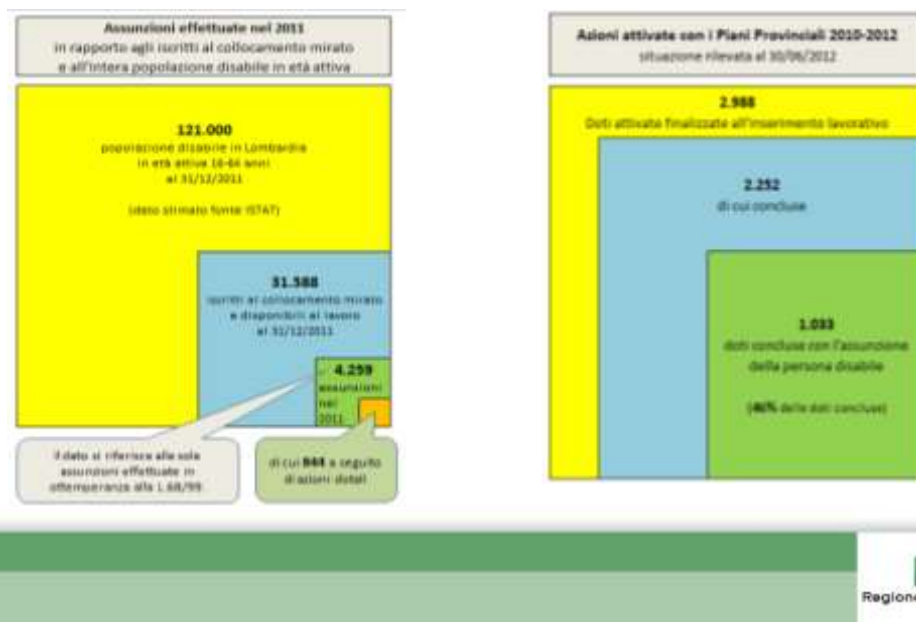 Assunzioni effettuate nel 2011
in rapporto agli iscritti al collocamento mirato
e all'intera popolazione disabile in età attiva
121.000
popolazione disabile in Lombardia
in età attiva 16-64 anni
al 31/12/2011
(dato stimato fonte ISTAT)
31.588
iscritti al collocamento mirato
e disponibili al lavoro
al 31/12/2011
4.259
assunzioni
nel
2011
Il dato si riferisce alle sole
assunzioni effettuate in
ottemperanza alla L.68/99
di cui 844 a seguito
di azioni dotali
Azioni attivate con i Piani Provinciali 2010-2012
situazione rilevata al 30/06/2012
2.988
Doti attivate finalizzate all'inserimento lavorativo
2.252
di cui concluse
1.033
doti concluse con l'assunzione
della persona disabile
(46% delle doti concluse)
Regione